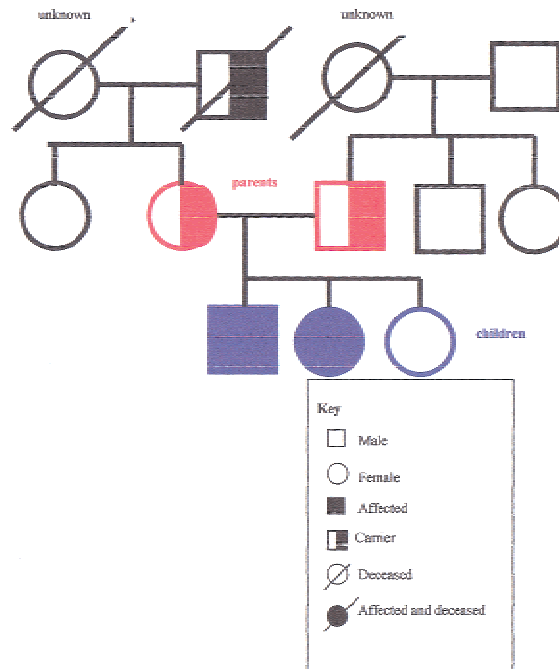 unknown
unknown
parents
children
Key
Male
Female
Affected
Carrier
Deceased
Affected and deceased